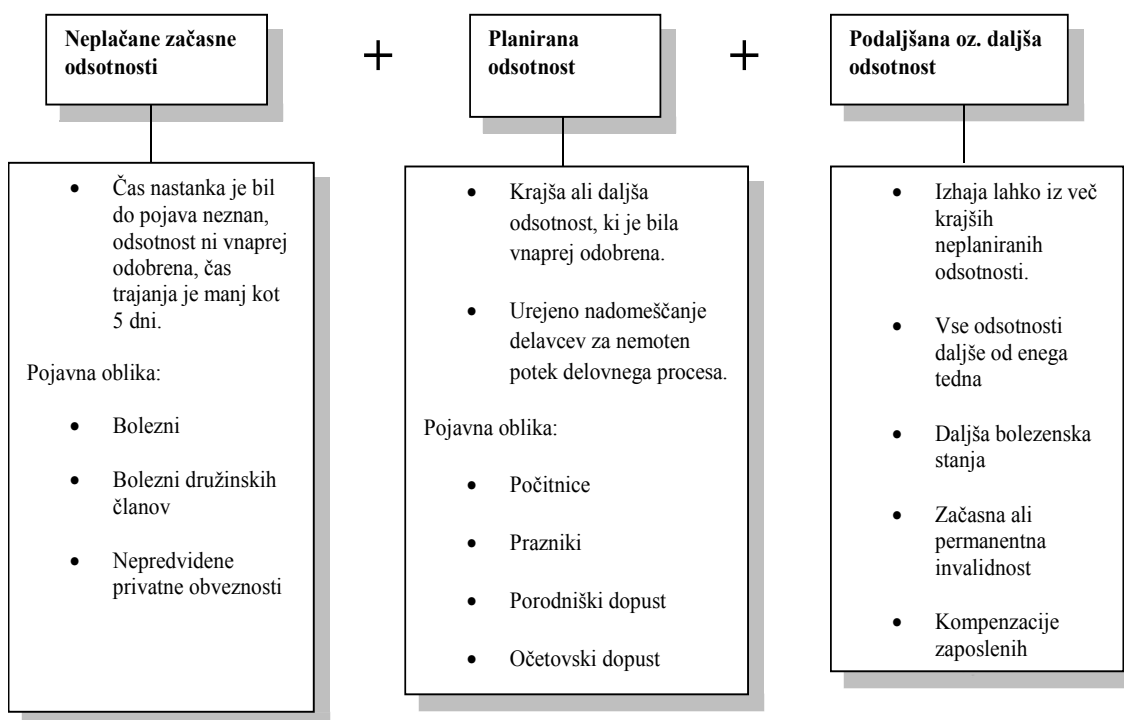 Neplačane začasne
odsotnosti
+
Planirana
odsotnost
+
Podaljšana oz. daljša
odsotnost
• Čas nastanka je bil
do pojava neznan,
odsotnost ni vnaprej
odobrena, čas
trajanja je manj kot
5 dni.
Pojavna oblika:
• Bolezni
• Bolezni družinskih
članov
• Nepredvidene
privatne obveznosti
• Krajša ali daljša
odsotnost, ki je bila
vnaprej odobrena.
• Urejeno nadomeščanje
delavcev za nemoten
potek delovnega procesa.
Pojavna oblika:
• Počitnice
• Prazniki
• Porodniški dopust
• Očetovski dopust
• Izhaja lahko iz več
krajših
neplaniranih
odsotnosti.
• Vse odsotnosti
daljše od enega
tedna
• Daljša bolezenska
stanja
• Začasna ali
permanentna
invalidnost
• Kompenzacije
zaposlenih